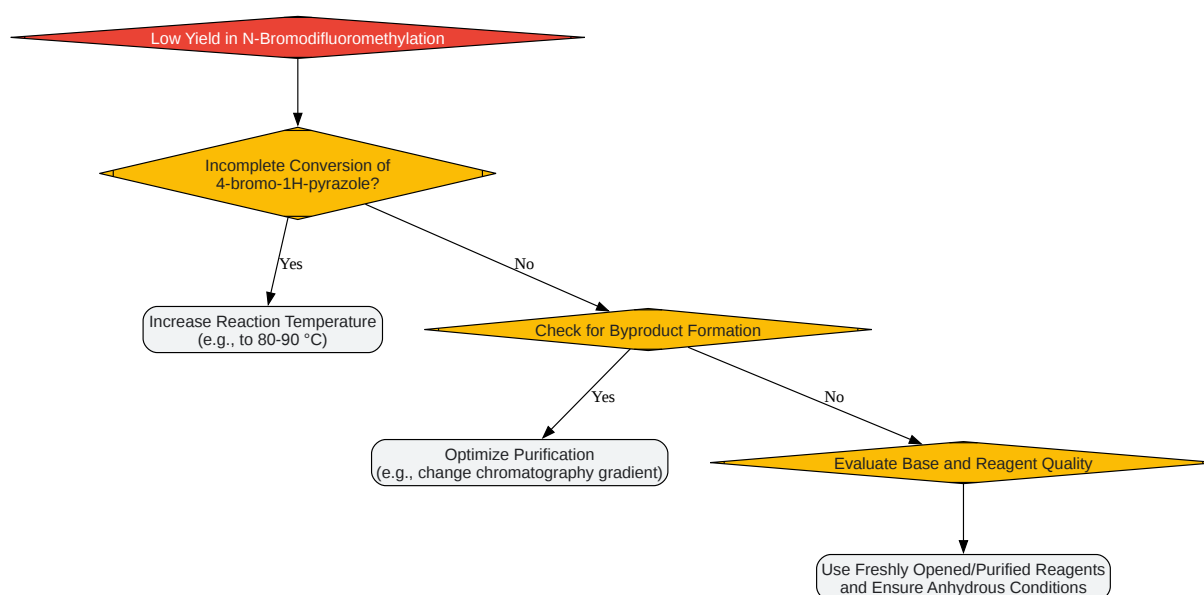 Low Yield in N-Bromodifluoromethylation
Incomplete Conversion of
4-bromo-1H-pyrazole?
Yes
No
Increase Reaction Temperature
(e.g., to 80-90 °C)
Check for Byproduct Formation
Yes
No
Optimize Purification
(e.g., change chromatography gradient)
Evaluate Base and Reagent Quality
Use Freshly Opened/Purified Reagents
and Ensure Anhydrous Conditions